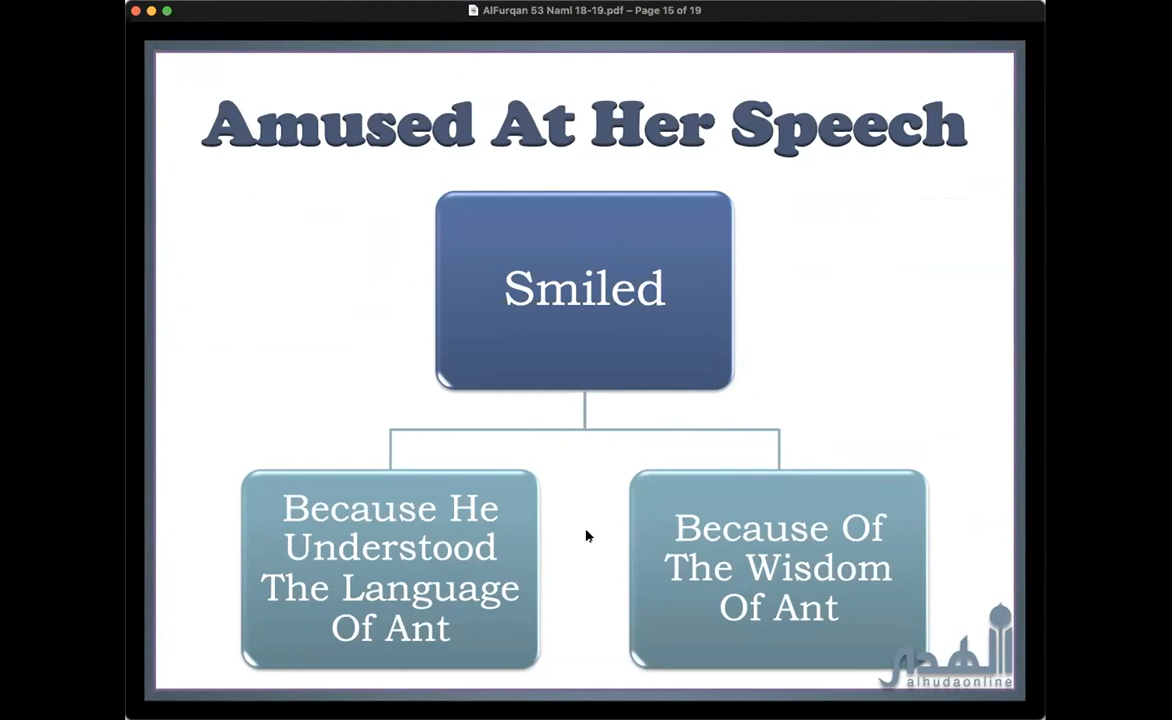 AlFurqan 53 Naml 18-19.pdf – Page 15 of 19
Amused At Her Speech
Smiled
Because He
Understood
The Language
Of Ant
Because Of
The Wisdom
Of Ant
الهدى
alhudaonline